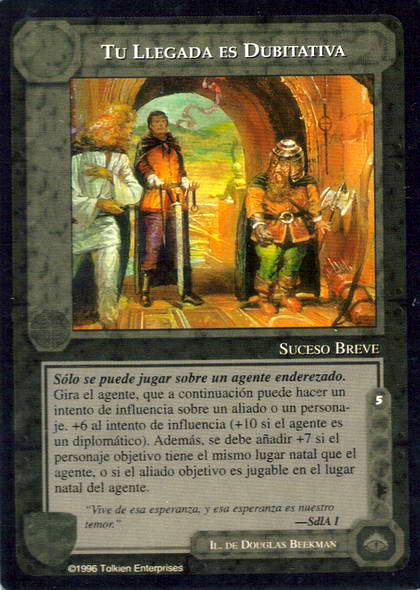 Tu Llegada es Dubitativa
Suceso Breve
Sólo se puede jugar sobre un agente enderezado.
Gira el agente, que a continuación puede hacer un
intento de influencia sobre un aliado o un persona-
je. +6 al intento de influencia (+10 si el agente es
un diplomático). Además, se debe añadir +7 si el
personaje objetivo tiene el mismo lugar natal que el
agente, o si el aliado objetivo es jugable en el lugar
natal del agente.
5
"Vive de esa esperanza, y esa esperanza es nuestro
temor."
—SdlA I
Il. de Douglas Beekman
©1996 Tolkien Enterprises